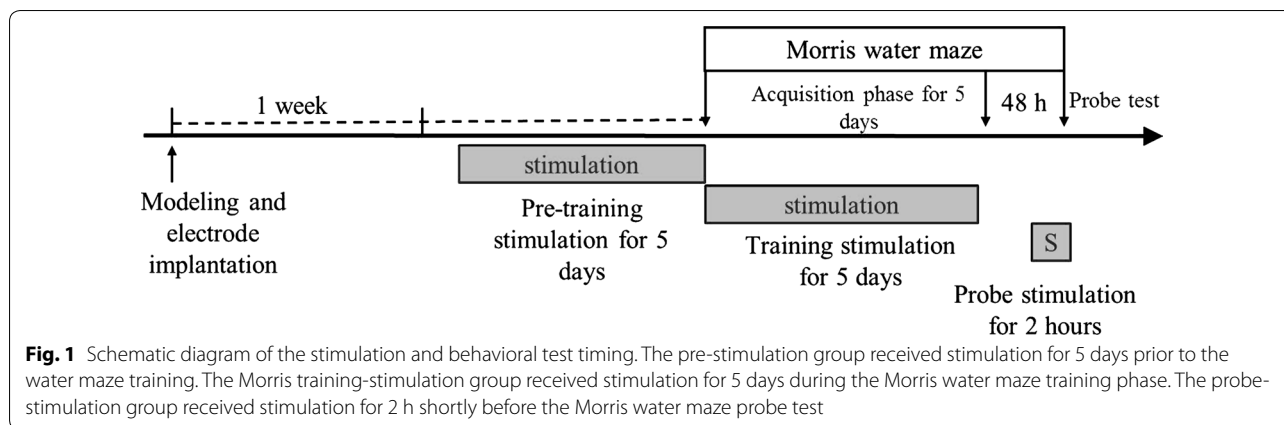 Morris water maze
1 week
Acquisition phase for 5
days
48 h
Probe test
stimulation
Modeling and
electrode
implantation
Pre-training
stimulation for 5
days
stimulation
Training stimulation
for 5 days
S
Probe stimulation
for 2 hours
Fig. 1 Schematic diagram of the stimulation and behavioral test timing. The pre-stimulation group received stimulation for 5 days prior to the
water maze training. The Morris training-stimulation group received stimulation for 5 days during the Morris water maze training phase. The probe-
stimulation group received stimulation for 2 h shortly before the Morris water maze probe test